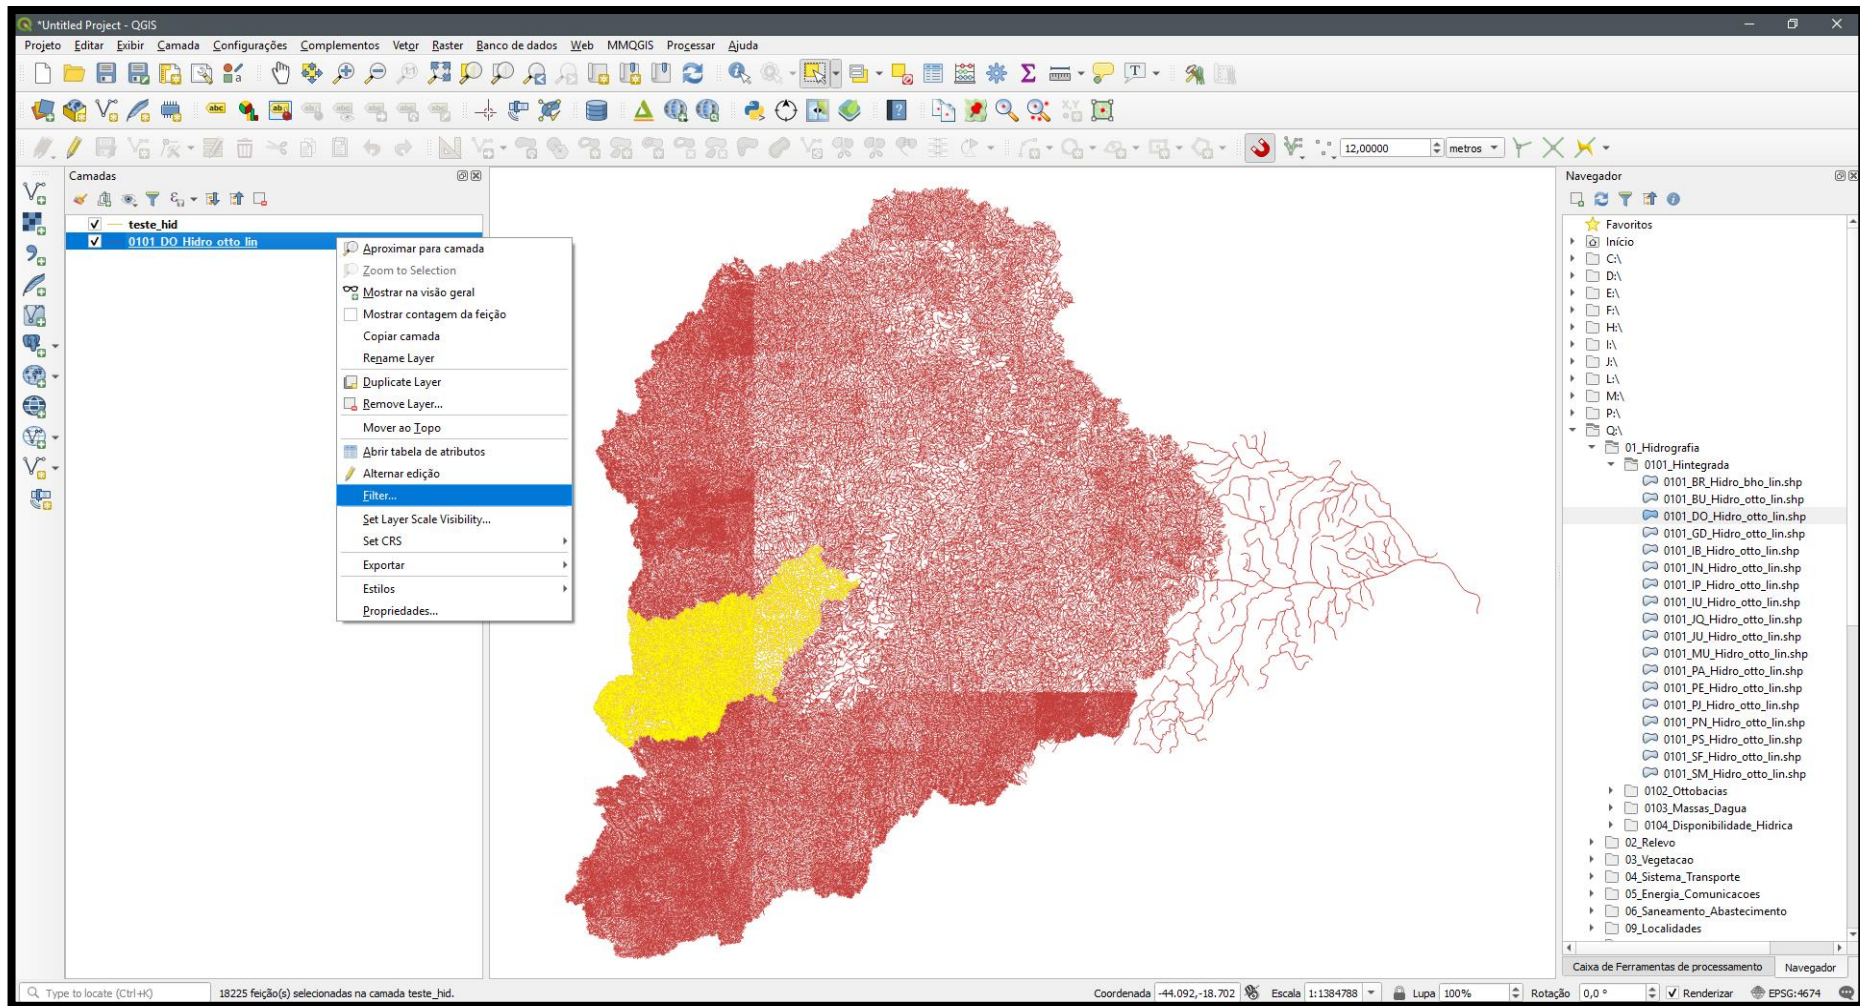 *Untitled Project - QGIS
Projeto Editar Exibir Camada Configurações Complementos Vetor Raster Banco de dados Web MMQGIS Processar Ajuda
12,00000 metros
Camadas
teste_hid
0101_DO_Hidro_otto_lin
Aproximar para camada
Zoom to Selection
Mostrar na visão geral
Mostrar contagem da feição
Copiar camada
Rename Layer
Duplicate Layer
Remove Layer...
Mover ao Topo
Abrir tabela de atributos
Alternar edição
Filter...
Set Layer Scale Visibility...
Set CRS
Exportar
Estilos
Propriedades...
Navegador
Favoritos
Início
C:\
D:\
E:\
F:\
H:\
I:\
J:\
L:\
M:\
P:\
Q:\
01_Hidrografia
0101_Hintegrada
0101_BR_Hidro_bho_lin.shp
0101_BU_Hidro_otto_lin.shp
0101_DO_Hidro_otto_lin.shp
0101_GD_Hidro_otto_lin.shp
0101_IB_Hidro_otto_lin.shp
0101_IN_Hidro_otto_lin.shp
0101_IP_Hidro_otto_lin.shp
0101_IU_Hidro_otto_lin.shp
0101_JQ_Hidro_otto_lin.shp
0101_JU_Hidro_otto_lin.shp
0101_MU_Hidro_otto_lin.shp
0101_PA_Hidro_otto_lin.shp
0101_PE_Hidro_otto_lin.shp
0101_PJ_Hidro_otto_lin.shp
0101_PN_Hidro_otto_lin.shp
0101_PS_Hidro_otto_lin.shp
0101_SF_Hidro_otto_lin.shp
0101_SM_Hidro_otto_lin.shp
0102_Ottobacias
0103_Massas_Dagua
0104_Disponibilidade_Hidrica
02_Relevo
03_Vegetacao
04_Sistema_Transporte
05_Energia_Comunicacoes
06_Saneamento_Abastecimento
09_Localidades
Caixa de Ferramentas de processamento Navegador
Type to locate (Ctrl+K) 18225 feição(s) selecionadas na camada teste_hid. Coordenada -44.092,-18.702 Escala 1:1384788 Lupa 100% Rotação 0,0 ° Renderizar EPSG:4674